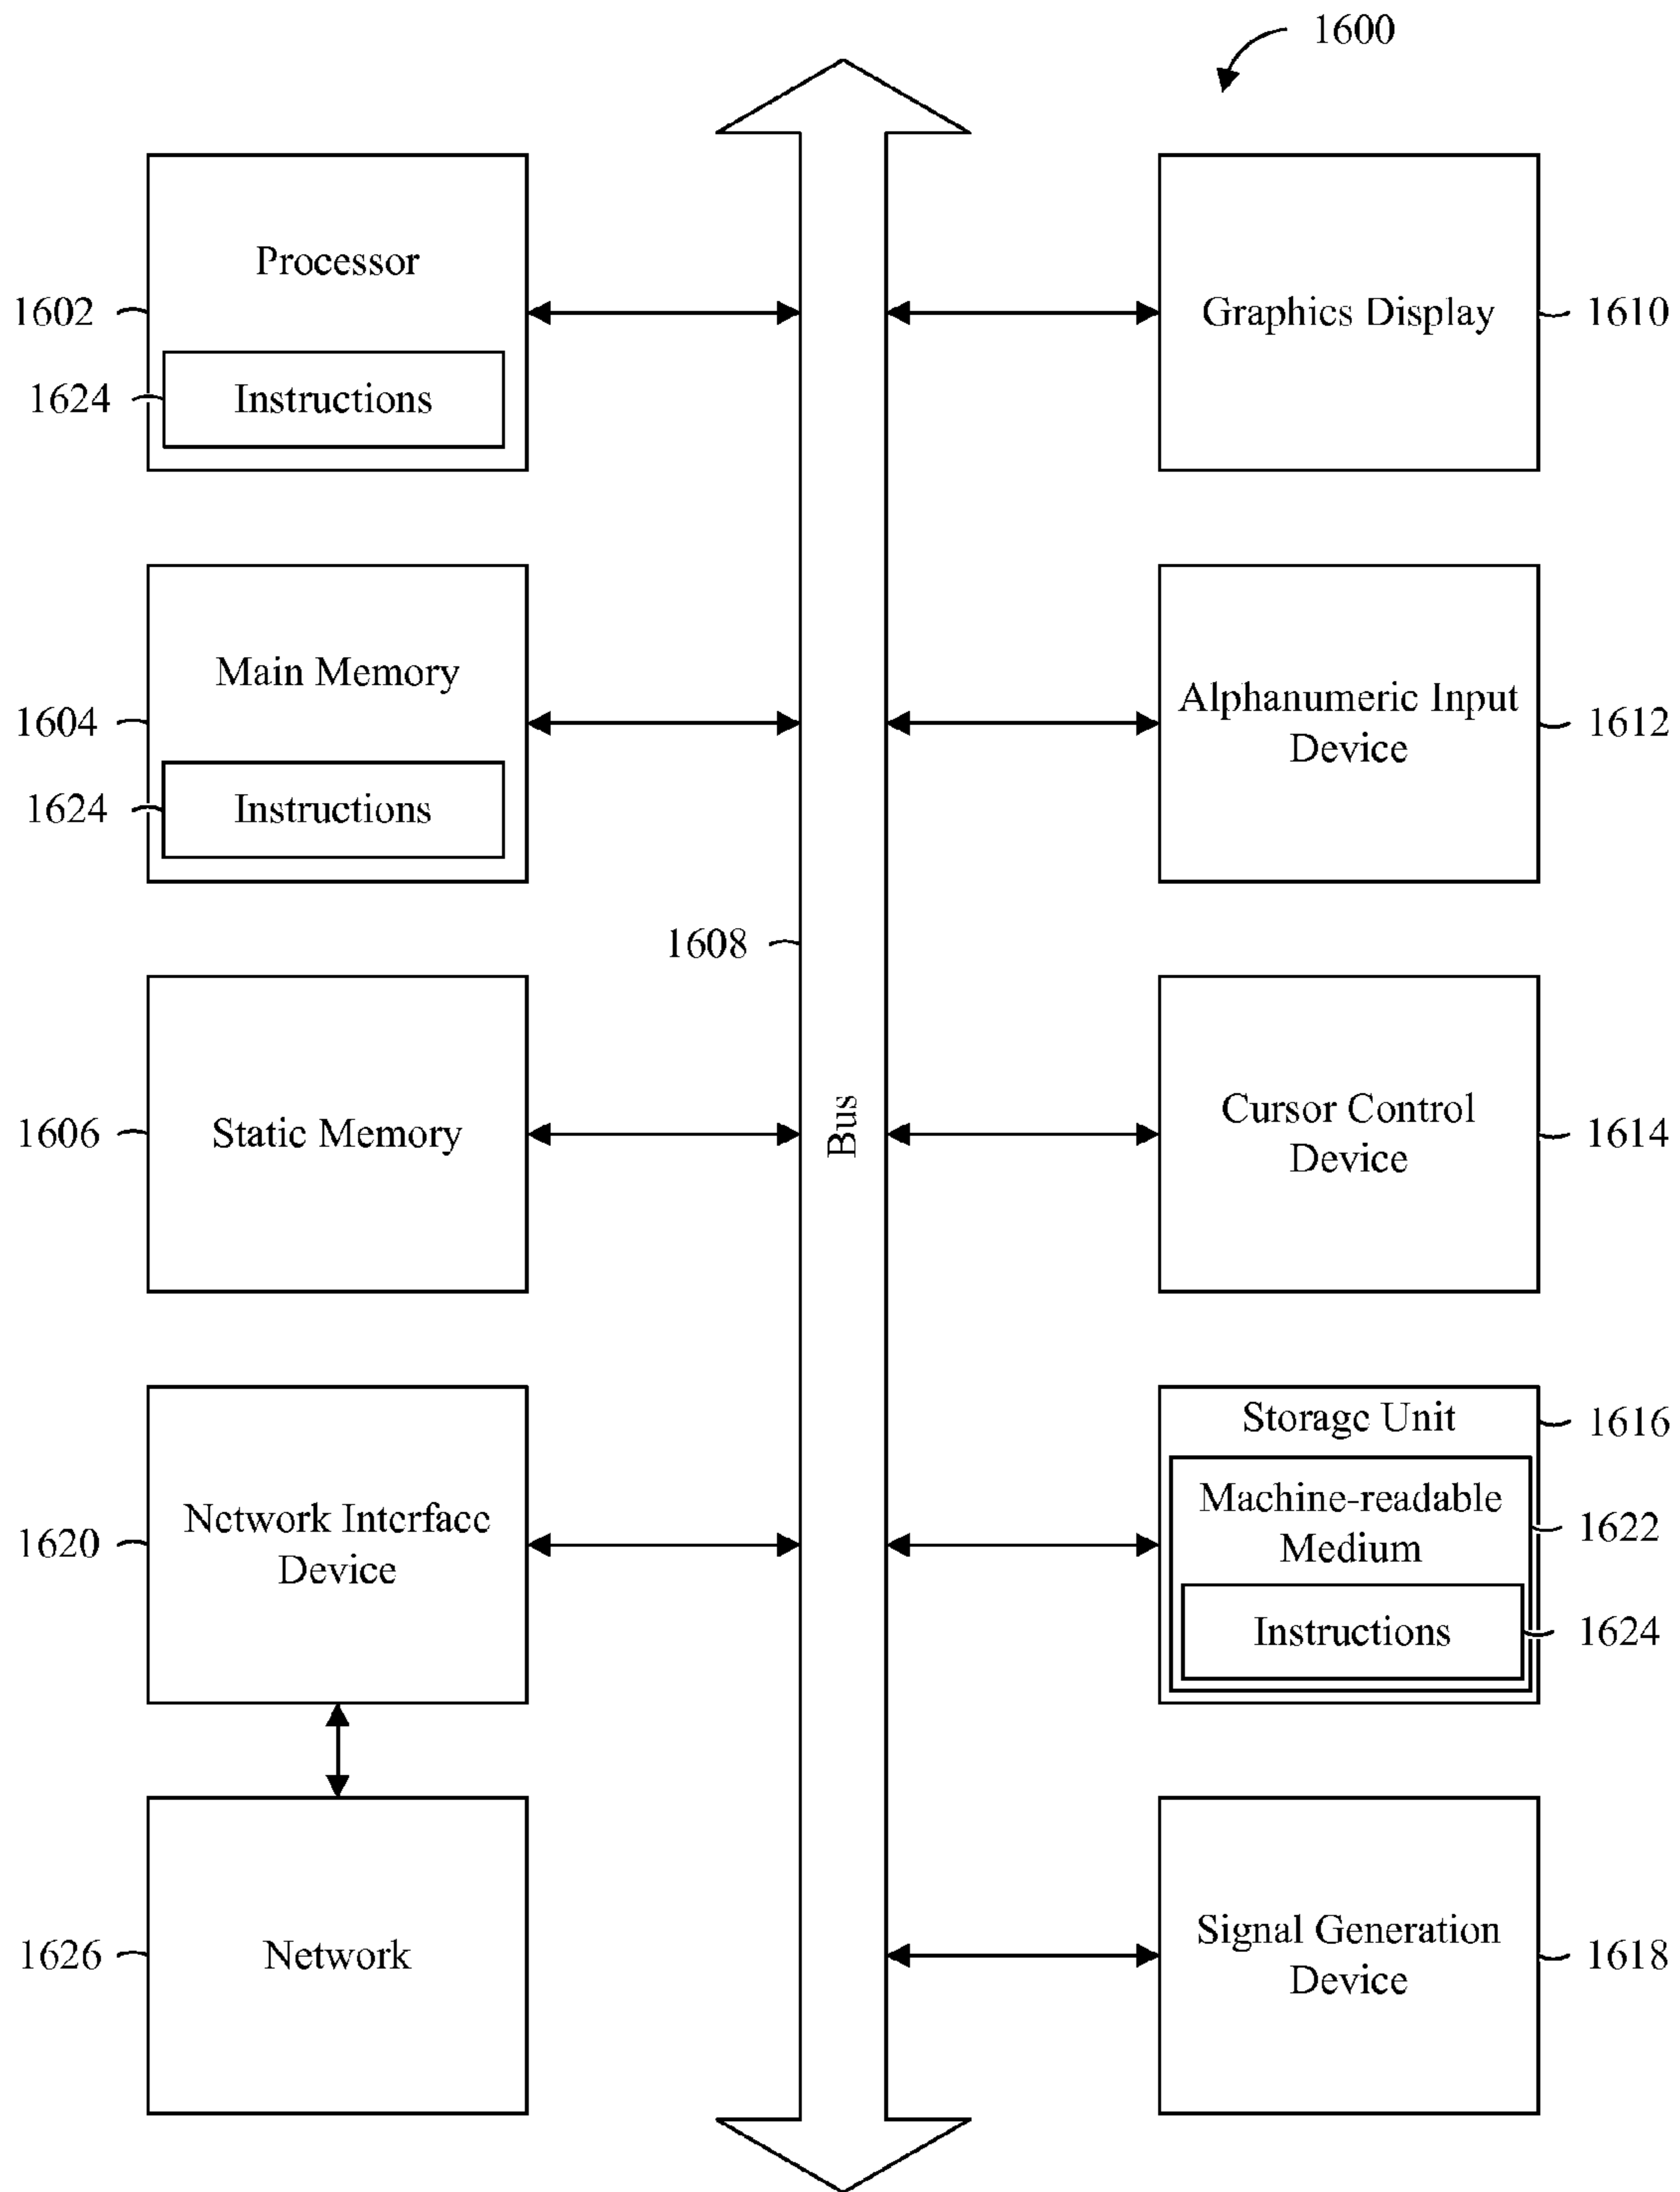 1600
Processor
1602
1624
Instructions
Graphics Display
1610
Main Memory
1604
1624
Instructions
Alphanumeric Input
Device
1612
1608
Bus
Static Memory
1606
Cursor Control
Device
1614
Network Interface
Device
1620
Storage Unit
1616
Machine-readable
Medium
1622
Instructions
1624
Network
1626
Signal Generation
Device
1618